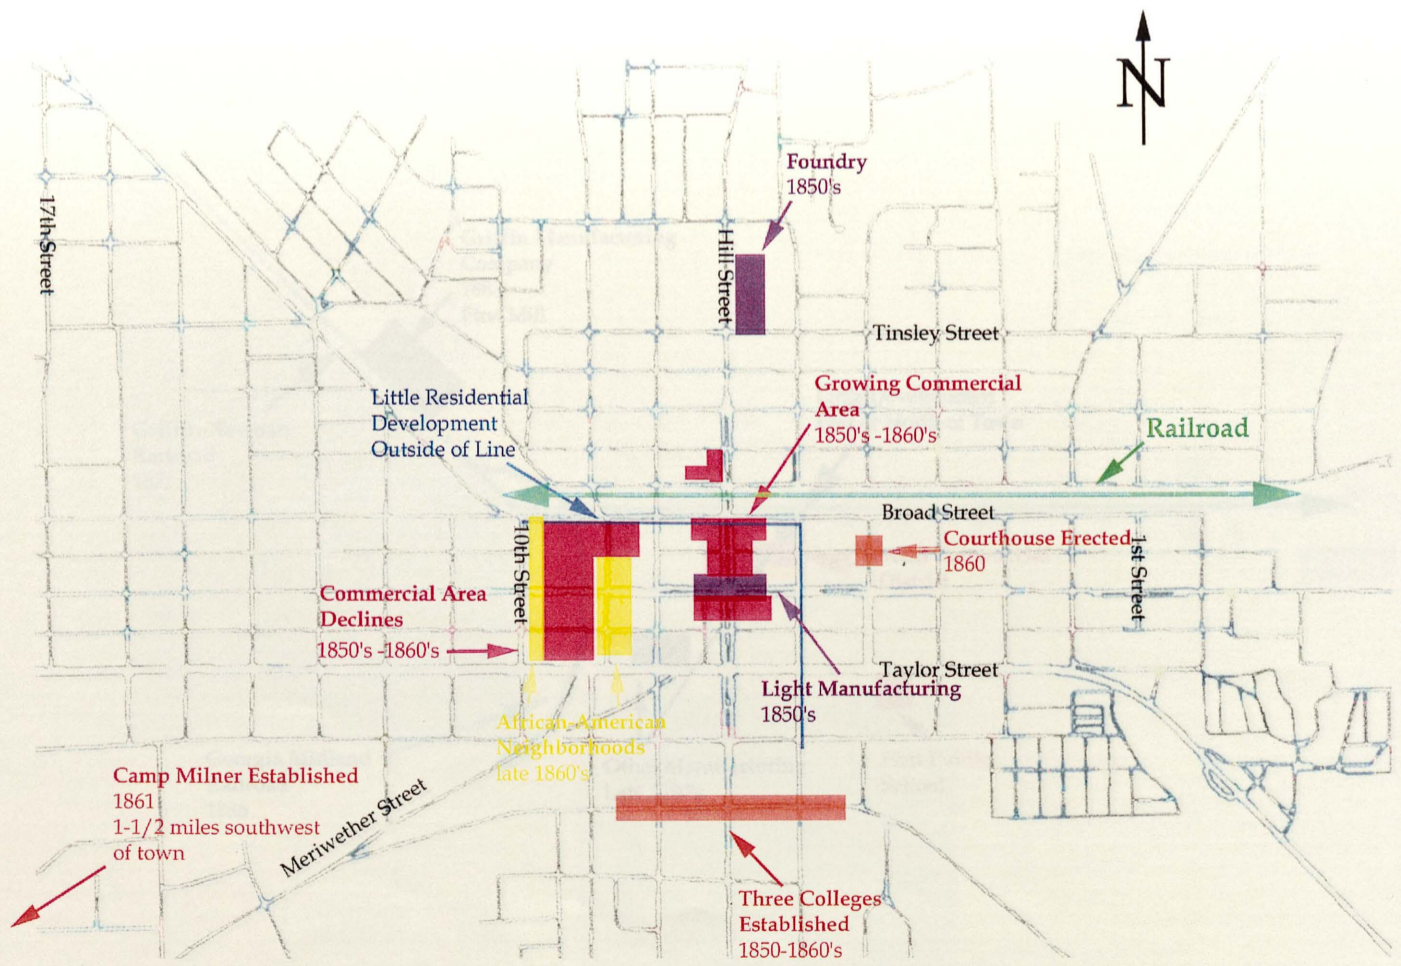 N
Foundry
1850's
17th Street
Hill Street
Tinsley Street
Growing Commercial
Area
1850's -1860's
Little Residential
Development
Outside of Line
Railroad
Broad Street
10th Street
Courthouse Erected
1860
1st Street
Commercial Area
Declines
1850's -1860's
Taylor Street
Light Manufacturing
1850's
African-American
Neighborhoods
late 1860's
Camp Milner Established
1861
1-1/2 miles southwest
of town
Meriwether Street
Three Colleges
Established
1850-1860's